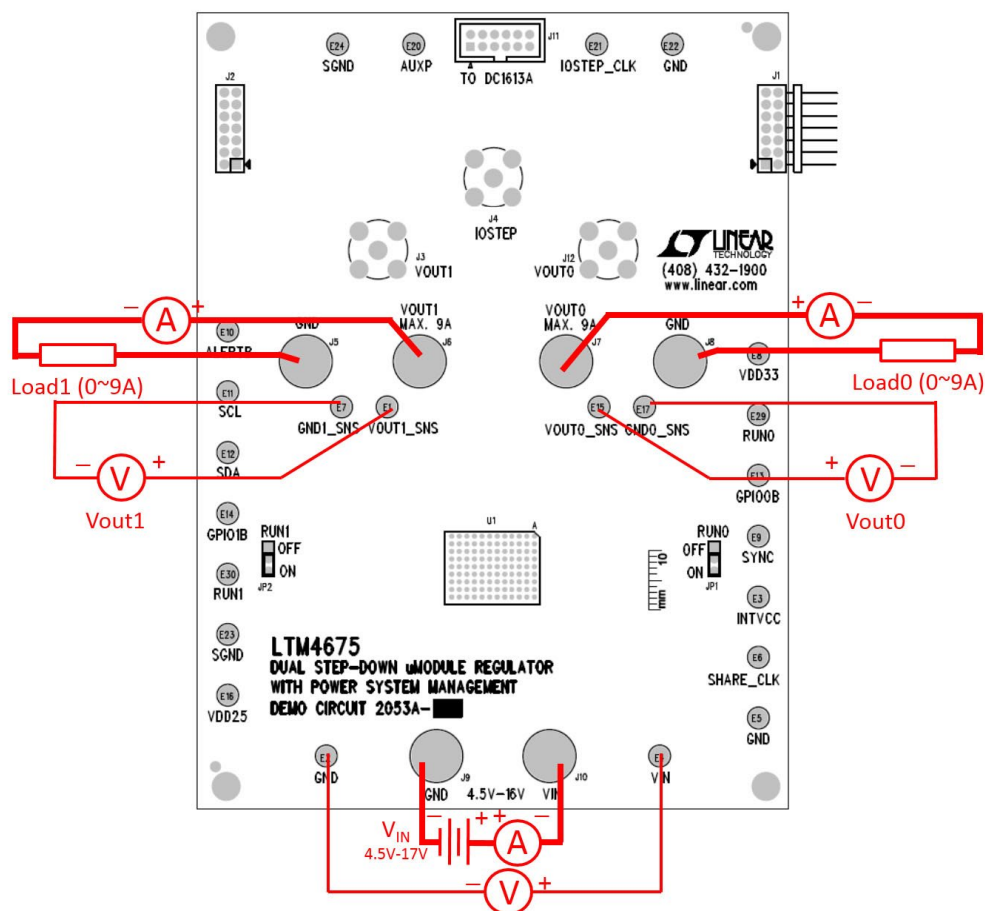 E24
SGND
E20
AUXP
J11
TO DC1613A
E21
IOSTEP_CLK
E22
GND
J2
J1
J4
IOSTEP
J3
VOUT1
J12
VOUT0
LINEAR
TECHNOLOGY
(408) 432-1900
www.linear.com
− A +
+ A −
E10
ALERTB
GND
J5
VOUT1
MAX. 9A
J6
VOUT0
MAX. 9A
J7
GND
J8
E8
VDD33
Load1 (0~9A)
Load0 (0~9A)
E11
SCL
E7
GND1_SNS
E1
VOUT1_SNS
E15
VOUT0_SNS
E17
GND0_SNS
E29
RUN0
− V +
Vout1
+ V −
Vout0
E12
SDA
E13
GPIO0B
E14
GPIO1B
RUN1
OFF
ON
JP2
U1
A
10
mm
RUN0
OFF
ON
JP1
E9
SYNC
E30
RUN1
E3
INTVCC
E23
SGND
E6
SHARE_CLK
E16
VDD25
E5
GND
LTM4675
DUAL STEP-DOWN uMODULE REGULATOR
WITH POWER SYSTEM MANAGEMENT
DEMO CIRCUIT 2053A-
E2
GND
J9
GND
4.5V-16V
J10
VIN
VIN
VIN
4.5V-17V
− + + A −
− V +